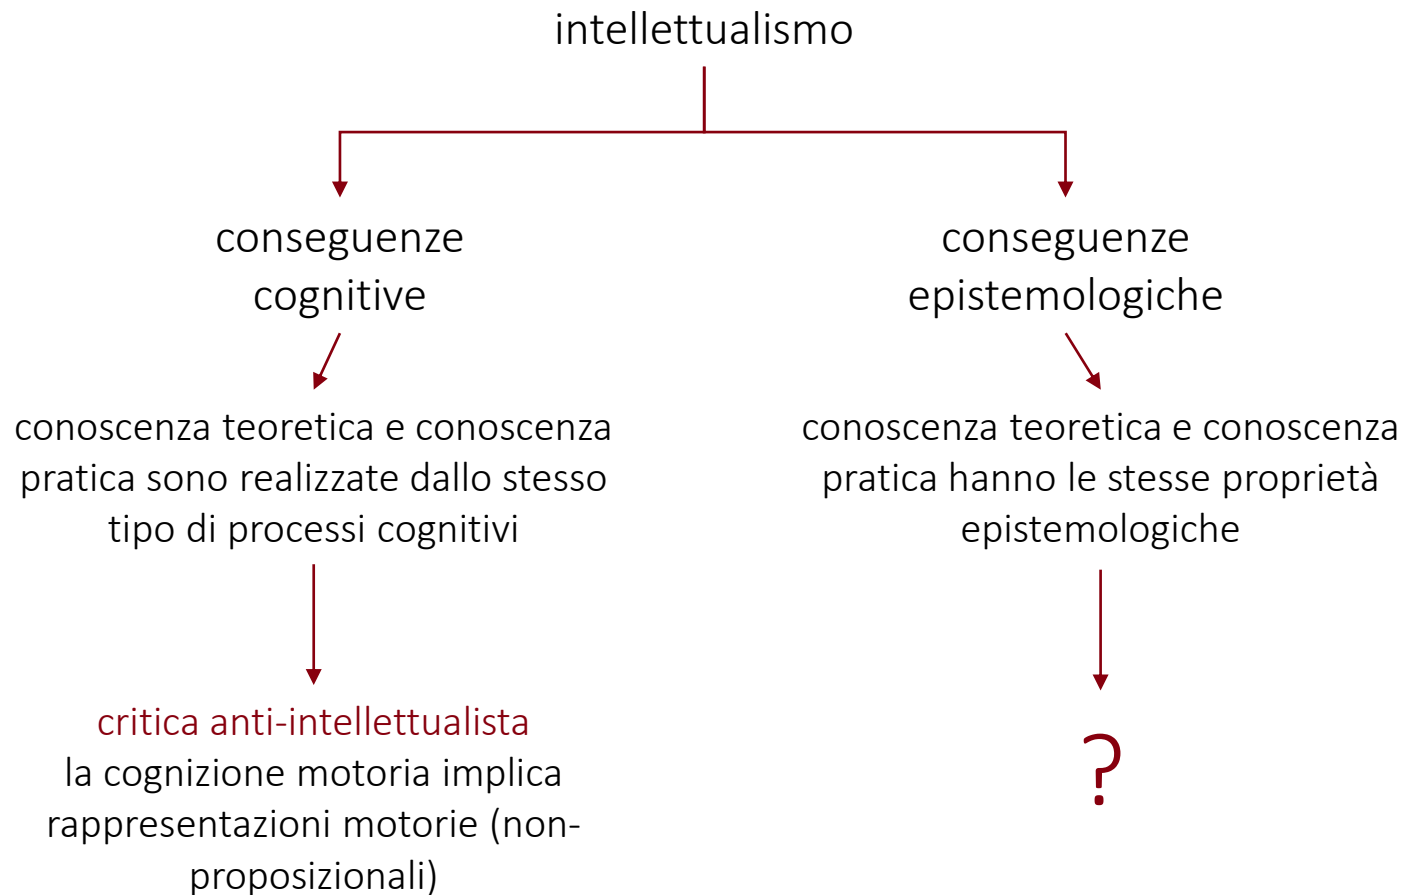 intellettualismo
conseguenze
cognitive
conoscenza teoretica e conoscenza
pratica sono realizzate dallo stesso
tipo di processi cognitivi
critica anti-intellettualista
la cognizione motoria implica
rappresentazioni motorie (non-
proposizionali)
conseguenze
epistemologiche
conoscenza teoretica e conoscenza
pratica hanno le stesse proprietà
epistemologiche
?